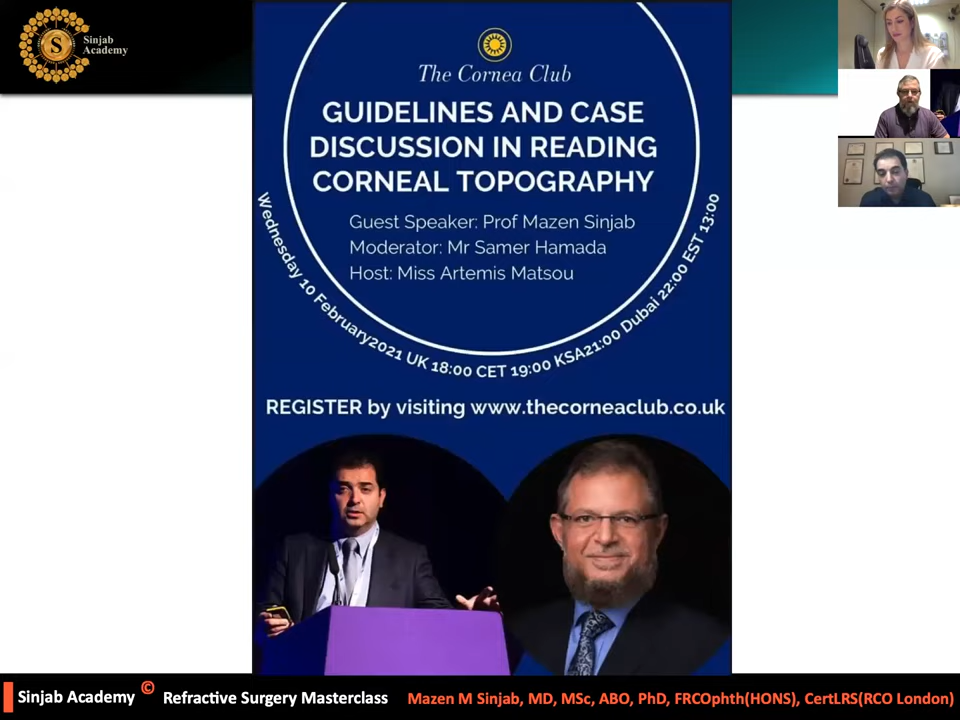 S
Sinjab
Academy
The Cornea Club
GUIDELINES AND CASE
DISCUSSION IN READING
CORNEAL TOPOGRAPHY
Guest Speaker: Prof Mazen Sinjab
Moderator: Mr Samer Hamada
Host: Miss Artemis Matsou
Wednesday 10 February2021 UK 18:00 CET 19:00 KSA21:00 Dubai 22:00 EST 13:00
REGISTER by visiting www.thecorneaclub.co.uk
Sinjab Academy © Refractive Surgery Masterclass Mazen M Sinjab, MD, MSc, ABO, PhD, FRCOphth(HONS), CertLRS(RCO London)